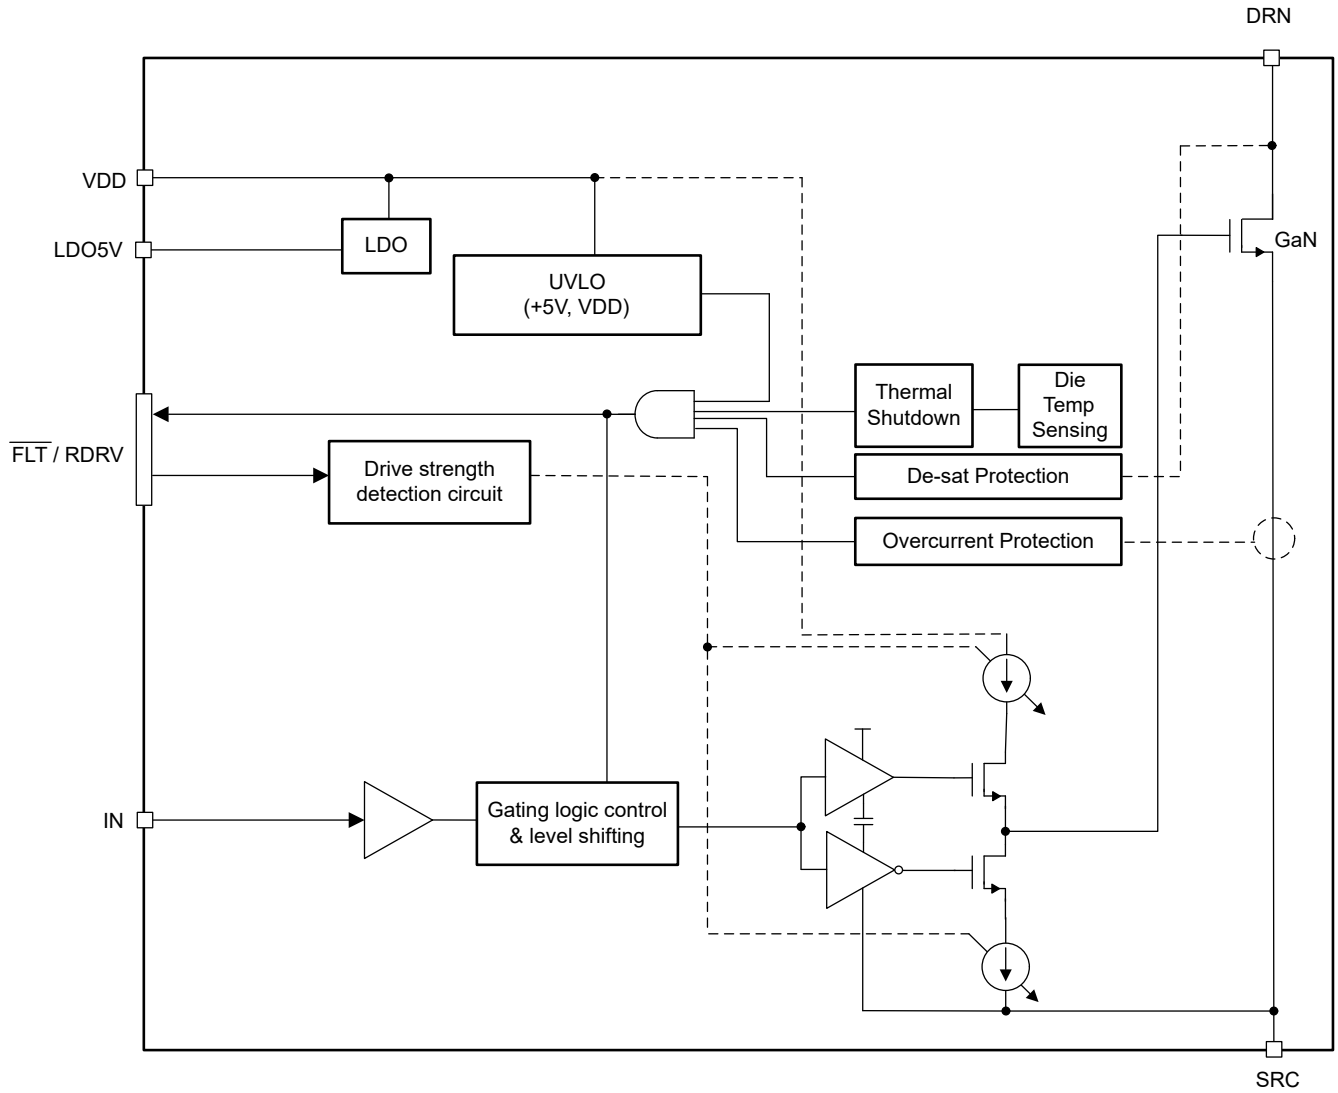 DRN
VDD
LDO5V
LDO
UVLO
(+5V, VDD)
GaN
Thermal
Shutdown
Die
Temp
Sensing
FLT / RDRV
Drive strength
detection circuit
De-sat Protection
Overcurrent Protection
IN
Gating logic control
& level shifting
SRC